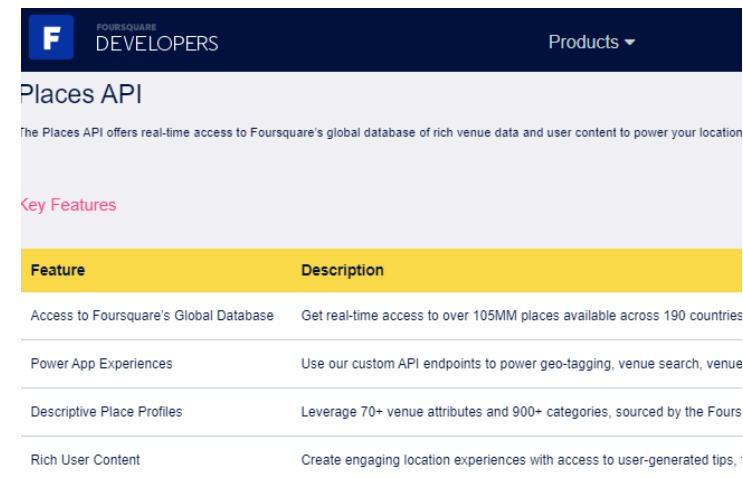 F
FOURSQUARE
DEVELOPERS
Products
Places API
The Places API offers real-time access to Foursquare's global database of rich venue data and user content to power your location
Key Features
Feature Description
Access to Foursquare's Global Database Get real-time access to over 105MM places available across 190 countries
Power App Experiences Use our custom API endpoints to power geo-tagging, venue search, venue
Descriptive Place Profiles Leverage 70+ venue attributes and 900+ categories, sourced by the Fours
Rich User Content Create engaging location experiences with access to user-generated tips,